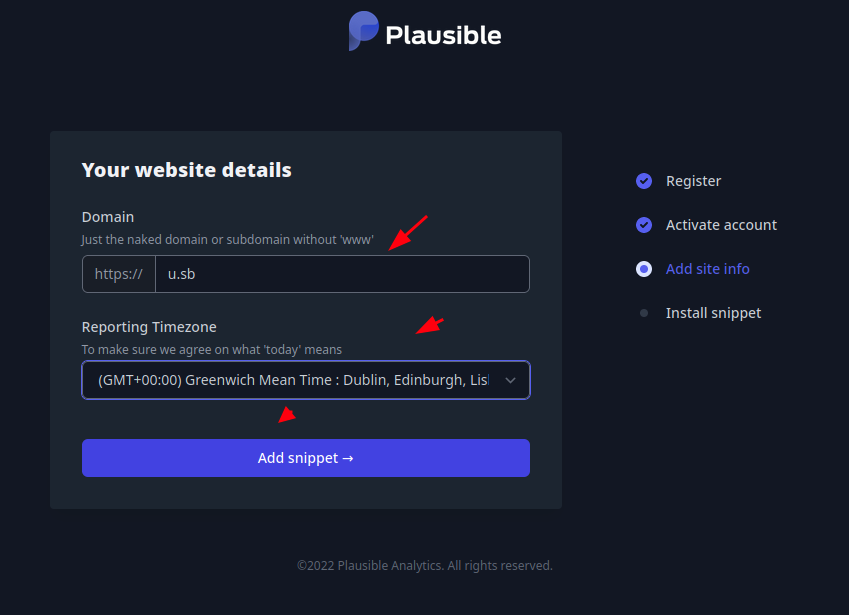 Plausible
Your website details
Domain
Just the naked domain or subdomain without 'www'
https:// u.sb
Reporting Timezone
To make sure we agree on what 'today' means
(GMT+00:00) Greenwich Mean Time : Dublin, Edinburgh, Lis
Add snippet →
Register
Activate account
Add site info
Install snippet
©2022 Plausible Analytics. All rights reserved.